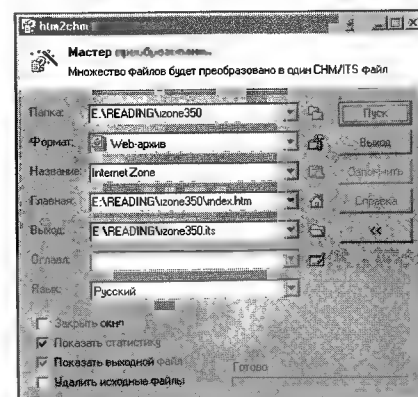 htm2chm
Мастер преобразования
Множество файлов будет преобразовано в один CHM/ITS файл
Папка: E:\READING\izone350 Пуск
Формат: Web-архив Выход
Название: Internet Zone Запомнить
Главная: E:\READING\izone350\index.htm Справка
Выход: E:\READING\izone350.its <<
Оглавл.:
Язык: Русский
Закрыть окно
Показать статистику
Показать выходной файл Готово
Удалить исходные файлы